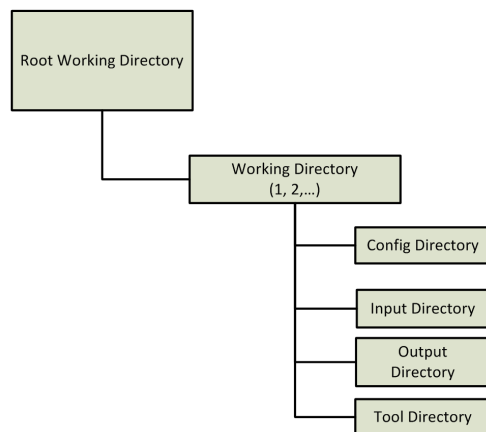 Root Working Directory
Working Directory
(1, 2,...)
Config Directory
Input Directory
Output
Directory
Tool Directory